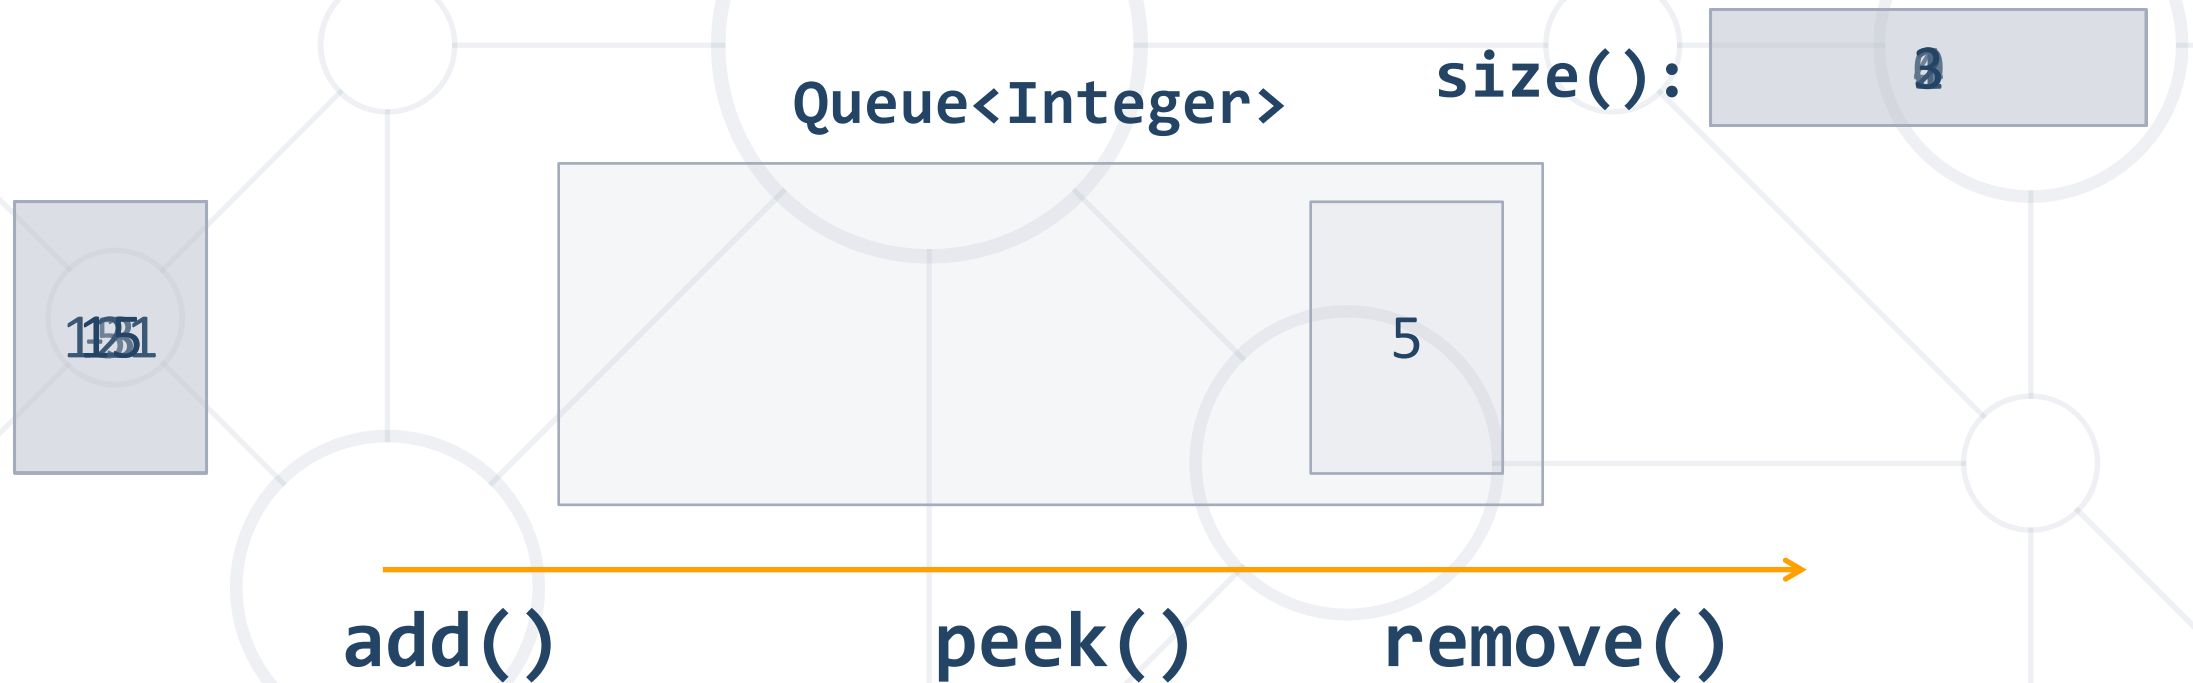 size():
Queue<Integer>
5
add() peek() remove()